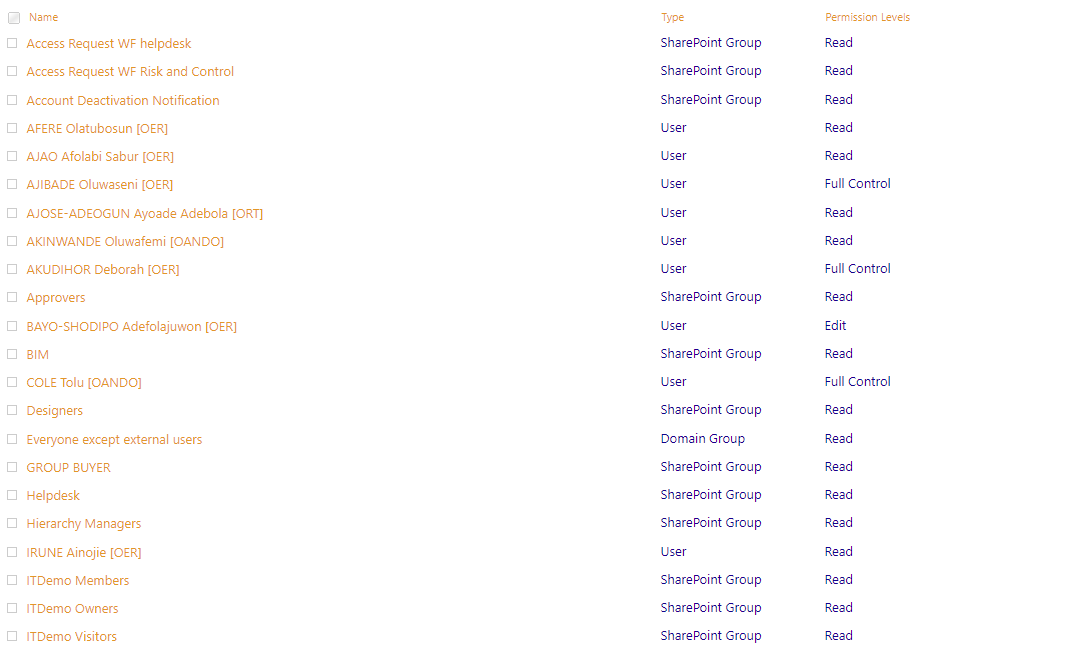 Name Type Permission Levels
Access Request WF helpdesk SharePoint Group Read
Access Request WF Risk and Control SharePoint Group Read
Account Deactivation Notification SharePoint Group Read
AFERE Olatubosun [OER] User Read
AJAO Afolabi Sabur [OER] User Read
AJIBADE Oluwaseni [OER] User Full Control
AJOSE-ADEOGUN Ayoade Adebola [ORT] User Read
AKINWANDE Oluwafemi [OANDO] User Read
AKUDIHOR Deborah [OER] User Full Control
Approvers SharePoint Group Read
BAYO-SHODIPO Adefolajuwon [OER] User Edit
BIM SharePoint Group Read
COLE Tolu [OANDO] User Full Control
Designers SharePoint Group Read
Everyone except external users Domain Group Read
GROUP BUYER SharePoint Group Read
Helpdesk SharePoint Group Read
Hierarchy Managers SharePoint Group Read
IRUNE Ainojie [OER] User Read
ITDemo Members SharePoint Group Read
ITDemo Owners SharePoint Group Read
ITDemo Visitors SharePoint Group Read